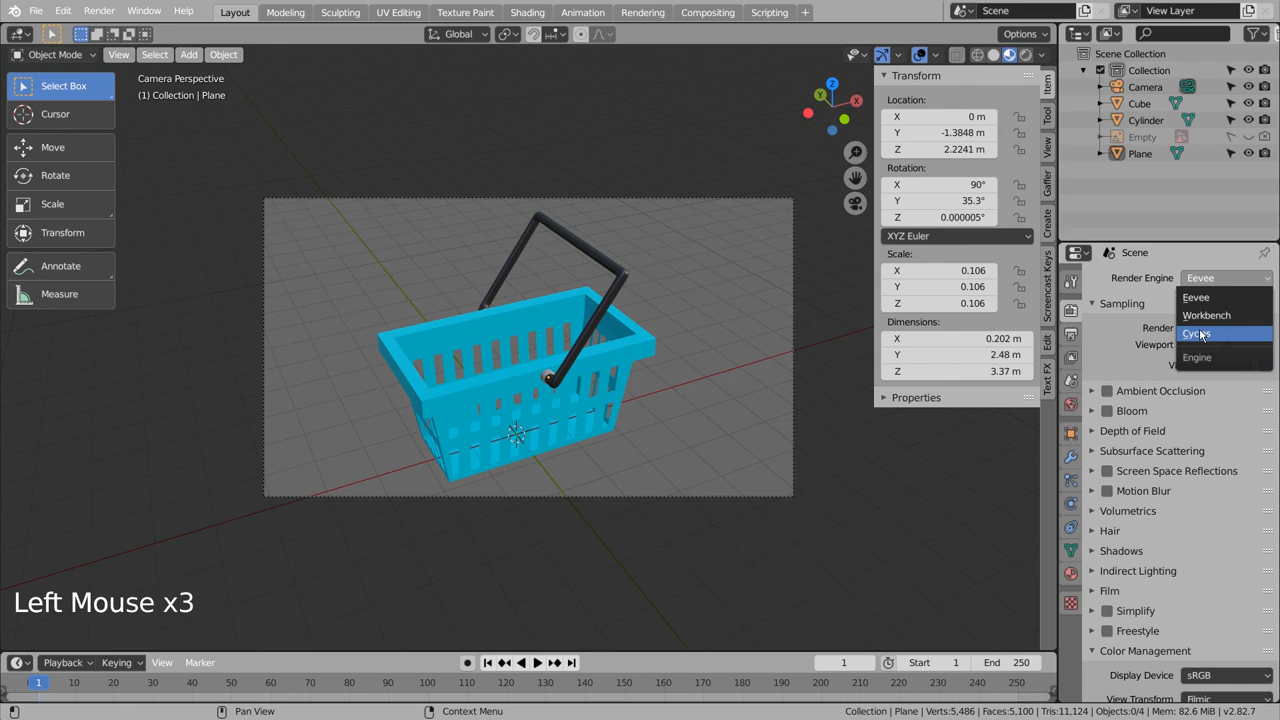 File Edit Render Window Help Layout Modeling Sculpting UV Editing Texture Paint Shading Animation Rendering Compositing Scripting + Scene View Layer
Global Options
Object Mode View Select Add Object
Select Box
Cursor
Move
Rotate
Scale
Transform
Annotate
Measure
Camera Perspective
(1) Collection | Plane
Z
Y
X
Transform
Location:
X 0 m
Y -1.3848 m
Z 2.2241 m
Rotation:
X 90°
Y 35.3°
Z 0.000005°
XYZ Euler
Scale:
X 0.106
Y 0.106
Z 0.106
Dimensions:
X 0.202 m
Y 2.48 m
Z 3.37 m
Properties
Item
Tool
View
Gaffer
Create
Screencast Keys
Edit
Text FX
Scene Collection
Collection
Camera
Cube
Cylinder
Empty
Plane
Scene
Render Engine Eevee
Eevee
Workbench
Cycles
Engine
Sampling
Render
Viewport
Ambient Occlusion
Bloom
Depth of Field
Subsurface Scattering
Screen Space Reflections
Motion Blur
Volumetrics
Hair
Shadows
Indirect Lighting
Film
Simplify
Freestyle
Color Management
Display Device sRGB
View Transform Filmic
Left Mouse x3
Playback Keying View Marker 1 Start 1 End 250
1 10 20 30 40 50 60 70 80 90 100 110 120 130 140 150 160 170 180 190 200 210 220 230 240 250
Pan View Context Menu Collection | Plane | Verts:5,486 | Faces:5,100 | Tris:11,124 | Objects:0/4 | Mem: 82.6 MiB | v2.82.7